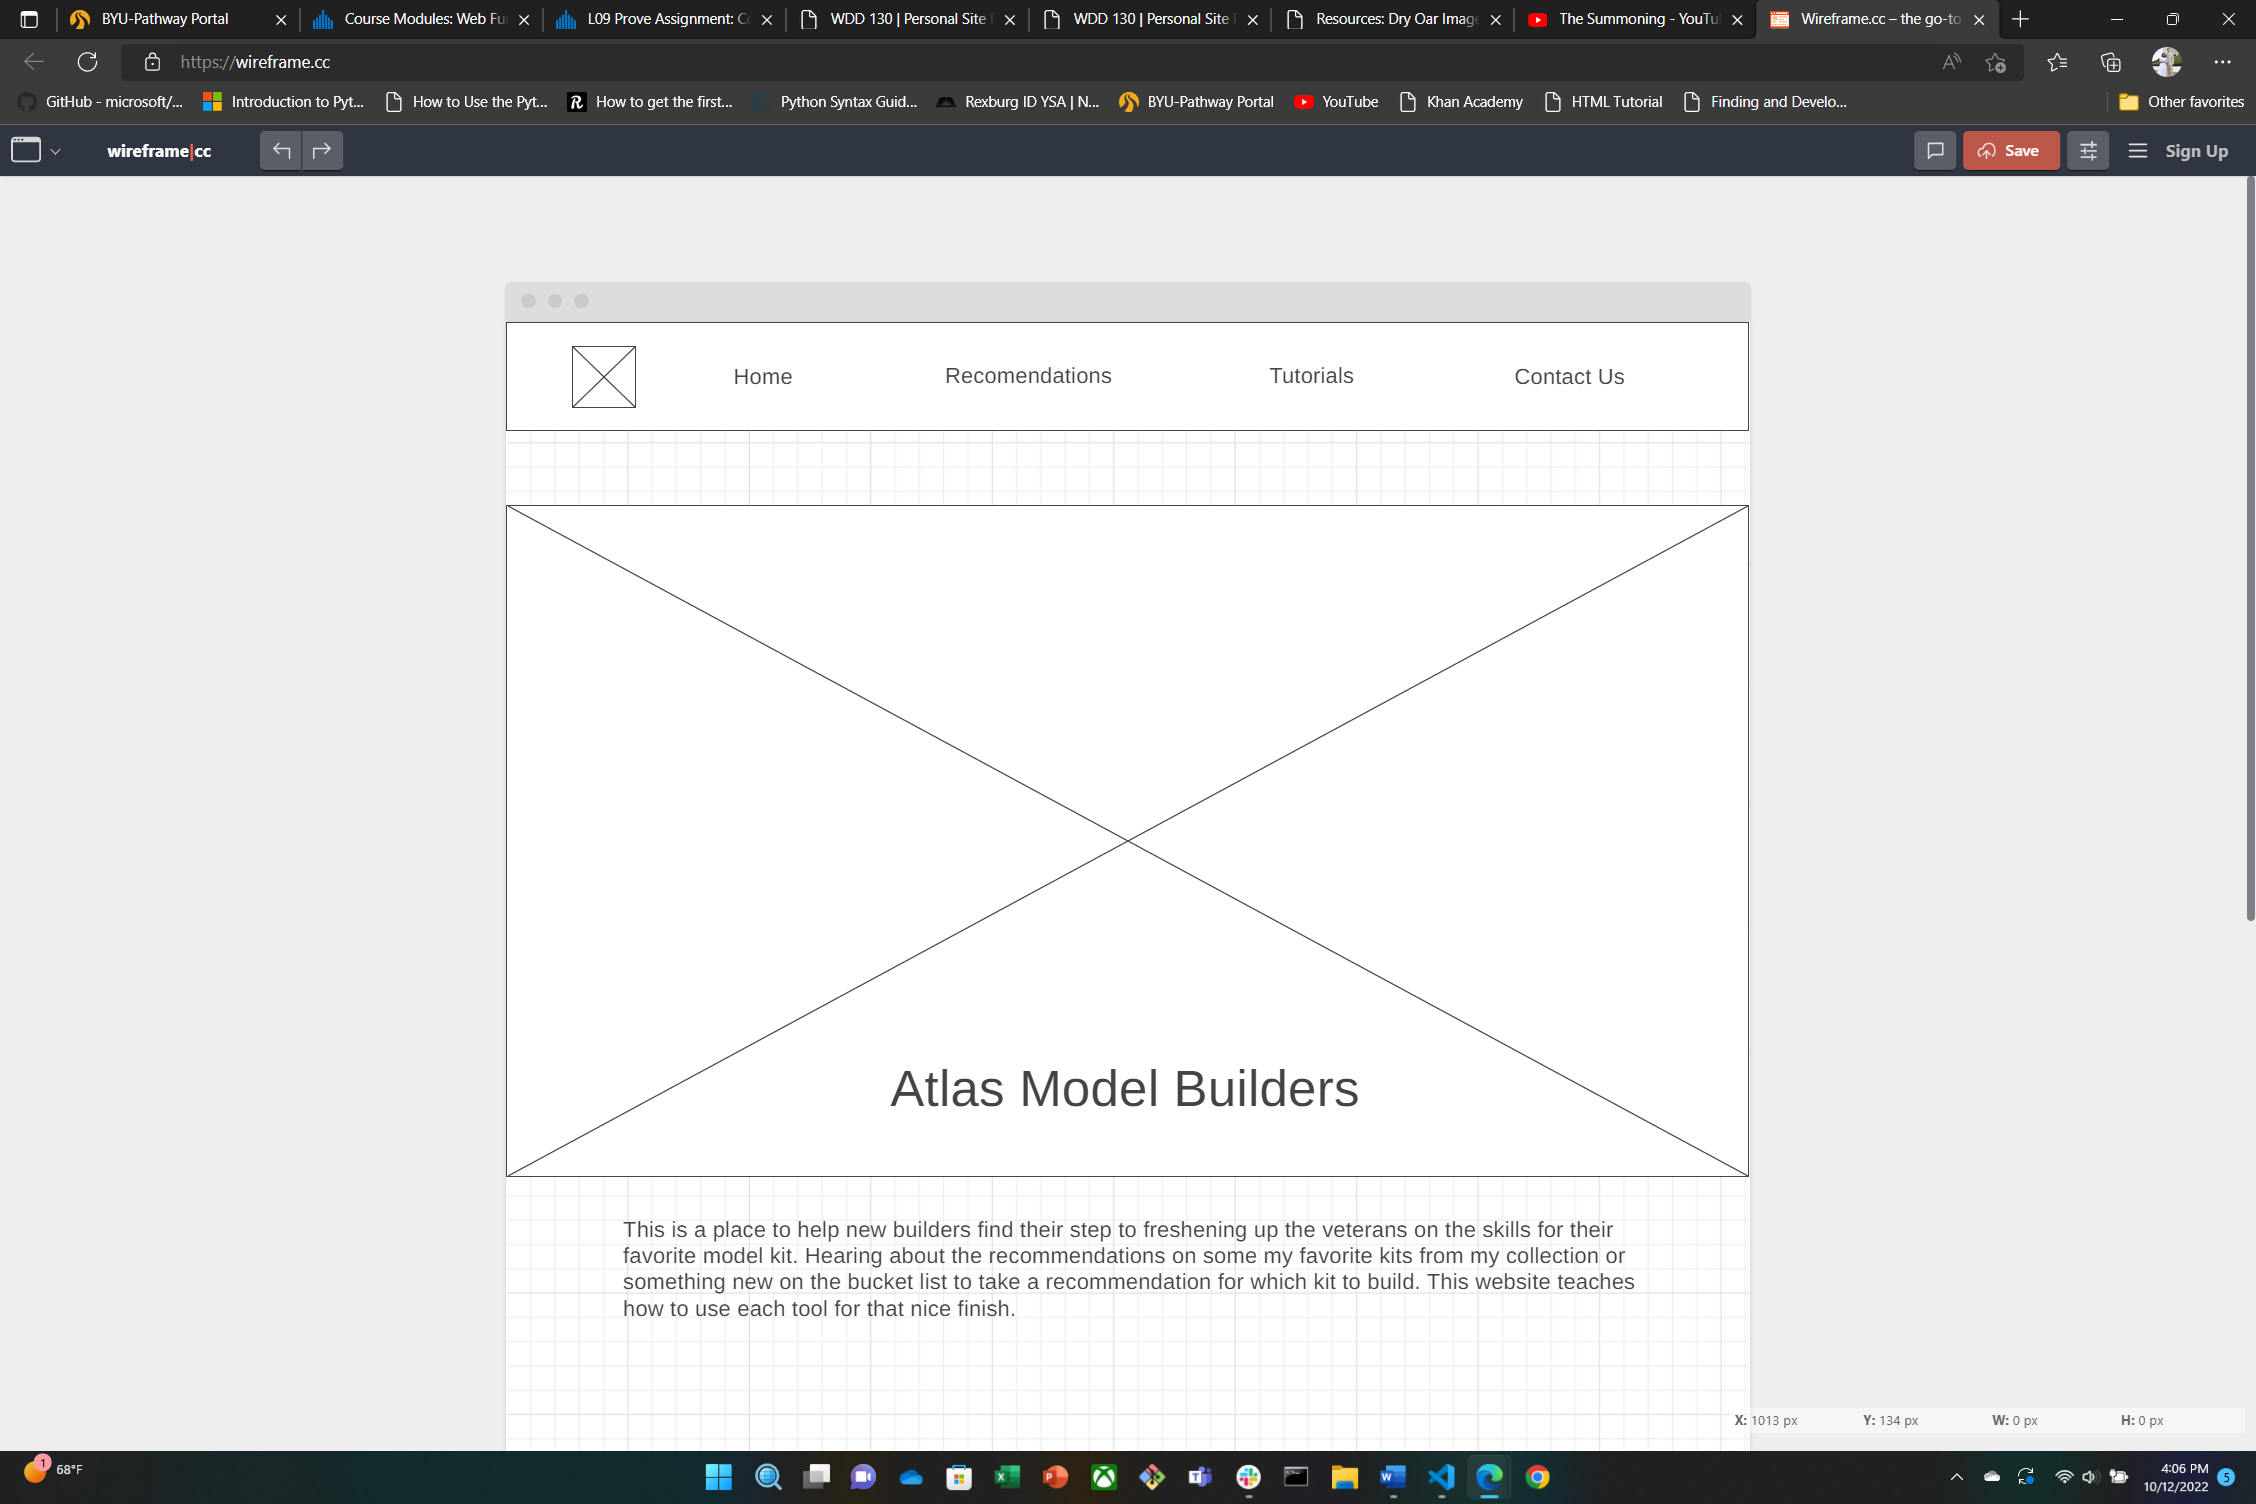 BYU-Pathway Portal
Course Modules: Web Fu
L09 Prove Assignment: Co
WDD 130 | Personal Site
WDD 130 | Personal Site
Resources: Dry Oar Image
The Summoning - YouTu
Wireframe.cc – the go-to
https://wireframe.cc
GitHub - microsoft/...
Introduction to Pyt...
How to Use the Pyt...
How to get the first...
Python Syntax Guid...
Rexburg ID YSA | N...
BYU-Pathway Portal
YouTube
Khan Academy
HTML Tutorial
Finding and Develo...
Other favorites
wireframe|cc
Save
Sign Up
Home
Recomendations
Tutorials
Contact Us
Atlas Model Builders
This is a place to help new builders find their step to freshening up the veterans on the skills for their
favorite model kit. Hearing about the recommendations on some my favorite kits from my collection or
something new on the bucket list to take a recommendation for which kit to build. This website teaches
how to use each tool for that nice finish.
X: 1013 px
Y: 134 px
W: 0 px
H: 0 px
1
68°F
4:06 PM
10/12/2022
5